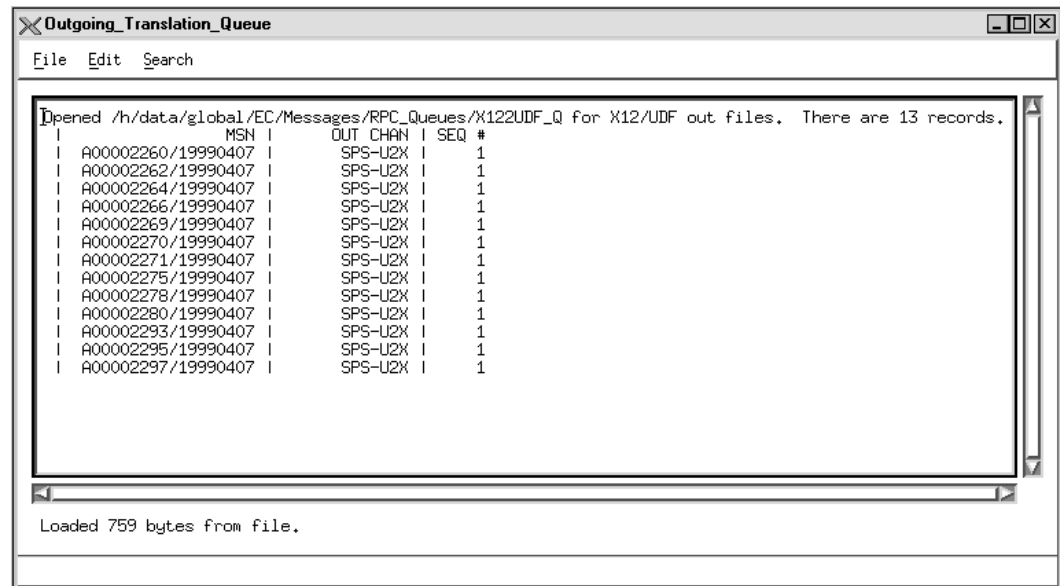 Outgoing_Translation_Queue
File Edit Search
Opened /h/data/global/EC/Messages/RPC_Queues/X122UDF_Q for X12/UDF out files. There are 13 records.
| MSN | OUT CHAN | SEQ #
| A00002260/19990407 | SPS-U2X | 1
| A00002262/19990407 | SPS-U2X | 1
| A00002264/19990407 | SPS-U2X | 1
| A00002266/19990407 | SPS-U2X | 1
| A00002269/19990407 | SPS-U2X | 1
| A00002270/19990407 | SPS-U2X | 1
| A00002271/19990407 | SPS-U2X | 1
| A00002275/19990407 | SPS-U2X | 1
| A00002278/19990407 | SPS-U2X | 1
| A00002280/19990407 | SPS-U2X | 1
| A00002293/19990407 | SPS-U2X | 1
| A00002295/19990407 | SPS-U2X | 1
| A00002297/19990407 | SPS-U2X | 1
Loaded 759 bytes from file.